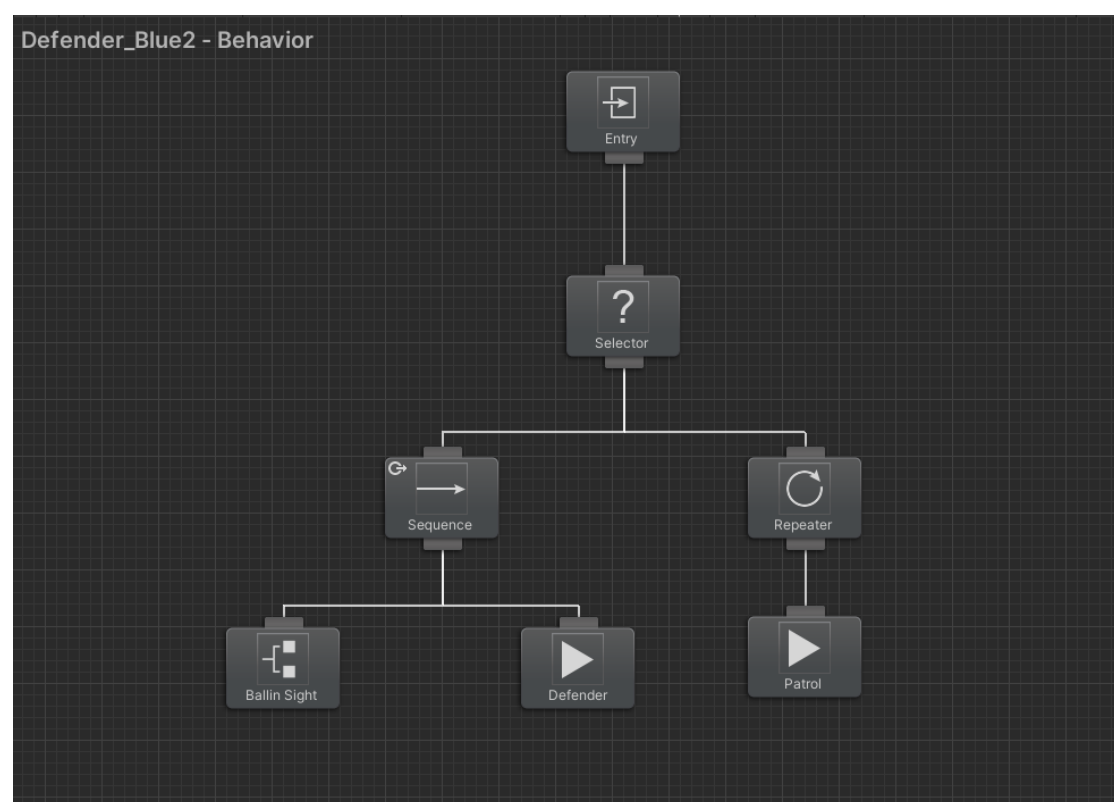 Defender_Blue2 - Behavior
Entry
?
Selector
Sequence
Repeater
Ballin Sight
Defender
Patrol